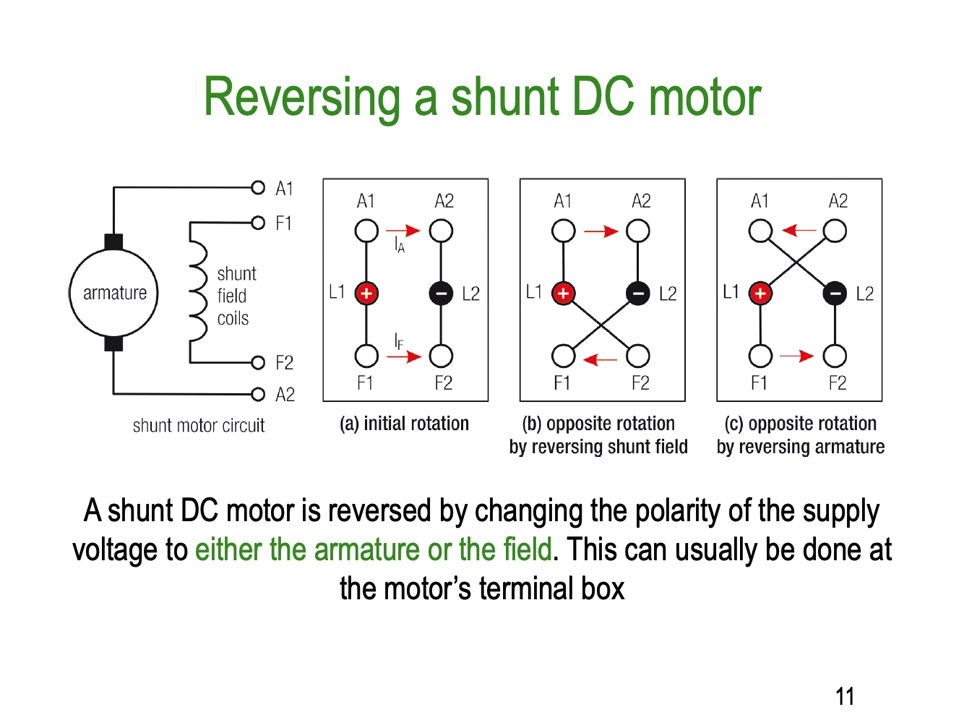 Reversing a shunt DC motor
A1
F1
armature
shunt
field
coils
F2
A2
shunt motor circuit
A1 A2
IA
L1 + − L2
IF
F1 F2
(a) initial rotation
A1 A2
L1 + − L2
F1 F2
(b) opposite rotation
by reversing shunt field
A1 A2
L1 + − L2
F1 F2
(c) opposite rotation
by reversing armature
A shunt DC motor is reversed by changing the polarity of the supply
voltage to either the armature or the field. This can usually be done at
the motor’s terminal box
11